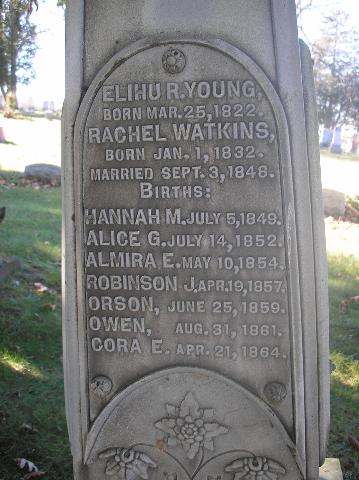 ELIHU R. YOUNG,
BORN MAR. 25, 1822.
RACHEL WATKINS,
BORN JAN. 1, 1832.
MARRIED SEPT. 3, 1848.
BIRTHS:
HANNAH M. JULY 5, 1849.
ALICE G. JULY 14, 1852.
ALMIRA E. MAY 10, 1854.
ROBINSON J. APR. 19, 1857.
ORSON, JUNE 25, 1859.
OWEN, AUG. 31, 1861.
CORA E. APR. 21, 1864.